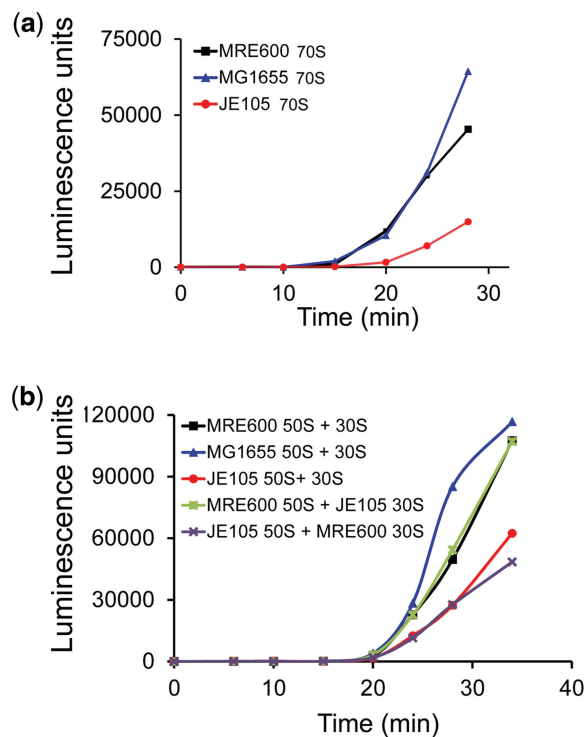 (a)
75000
50000
25000
0
Luminescence units
MRE600 70S
MG1655 70S
JE105 70S
0 10 20 30
Time (min)
(b)
120000
90000
60000
30000
0
Luminescence units
MRE600 50S + 30S
MG1655 50S + 30S
JE105 50S+ 30S
MRE600 50S + JE105 30S
JE105 50S + MRE600 30S
0 10 20 30 40
Time (min)